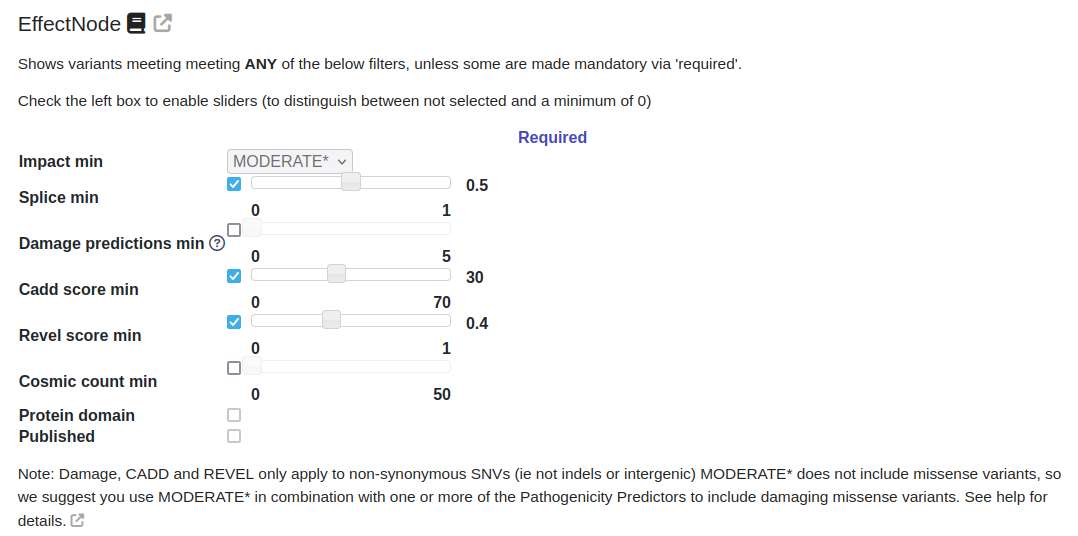 EffectNode
Shows variants meeting meeting ANY of the below filters, unless some are made mandatory via 'required'.
Check the left box to enable sliders (to distinguish between not selected and a minimum of 0)
Required
Impact min MODERATE*
Splice min 0.5
0 1
Damage predictions min ?
0 5
Cadd score min 30
0 70
Revel score min 0.4
0 1
Cosmic count min
0 50
Protein domain
Published
Note: Damage, CADD and REVEL only apply to non-synonymous SNVs (ie not indels or intergenic) MODERATE* does not include missense variants, so
we suggest you use MODERATE* in combination with one or more of the Pathogenicity Predictors to include damaging missense variants. See help for
details.